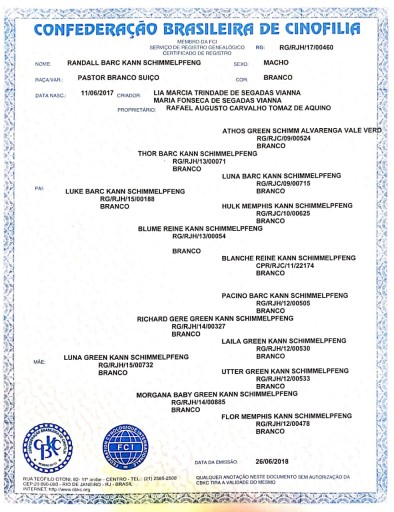 CONFEDERAÇÃO BRASILEIRA DE CINOFILIA
MEMBRO DA FCI
SERVIÇO DE REGISTRO GENEALÓGICO RG: RG/RJH/17/00460
CERTIFICADO DE REGISTRO
NOME: RANDALL BARC KANN SCHIMMELPFENG SEXO: MACHO
RAÇA/VAR.: PASTOR BRANCO SUIÇO COR: BRANCO
DATA NASC.: 11/06/2017 CRIADOR: LIA MARCIA TRINDADE DE SEGADAS VIANNA
MARIA FONSECA DE SEGADAS VIANNA
PROPRIETÁRIO: RAFAEL AUGUSTO CARVALHO TOMAZ DE AQUINO
ATHOS GREEN SCHIMM ALVARENGA VALE VERD
RG/RJC/09/00524
THOR BARC KANN SCHIMMELPFENG BRANCO
RG/RJH/13/00071
BRANCO
LUNA BARC KANN SCHIMMELPFENG
RG/RJC/09/00715
BRANCO
PAI: LUKE BARC KANN SCHIMMELPFENG
RG/RJH/15/00188
BRANCO
HULK MEMPHIS KANN SCHIMMELPFENG
RG/RJC/10/00625
BRANCO
BLUME REINE KANN SCHIMMELPFENG
RG/RJH/13/00054
BRANCO
BLANCHE REINE KANN SCHIMMELPFENG
CPR/RJC/11/22174
BRANCO
PACINO BARC KANN SCHIMMELPFENG
RG/RJH/12/00505
BRANCO
RICHARD GERE GREEN KANN SCHIMMELPFENG
RG/RJH/14/00327
BRANCO
LAILA GREEN KANN SCHIMMELPFENG
RG/RJH/12/00530
BRANCO
MÃE: LUNA GREEN KANN SCHIMMELPFENG
RG/RJH/15/00732
BRANCO
UTTER GREEN KANN SCHIMMELPFENG
RG/RJH/12/00533
BRANCO
MORGANA BABY GREEN KANN SCHIMMELPFENG
RG/RJH/14/00885
BRANCO
FLOR MEMPHIS KANN SCHIMMELPFENG
RG/RJH/12/00478
BRANCO
CBKC
FCI
DATA DA EMISSÃO: 26/06/2018
RUA TEÓFILO OTONI, 82- 11º andar - CENTRO - TEL.:
RIO DE JANEIRO - RJ - BRASIL
INTERNET: http://www.cbkc.org
QUALQUER ANOTAÇÃO NESTE DOCUMENTO SEM AUTORIZAÇÃO DA
CBKC TIRA A VALIDADE DO MESMO